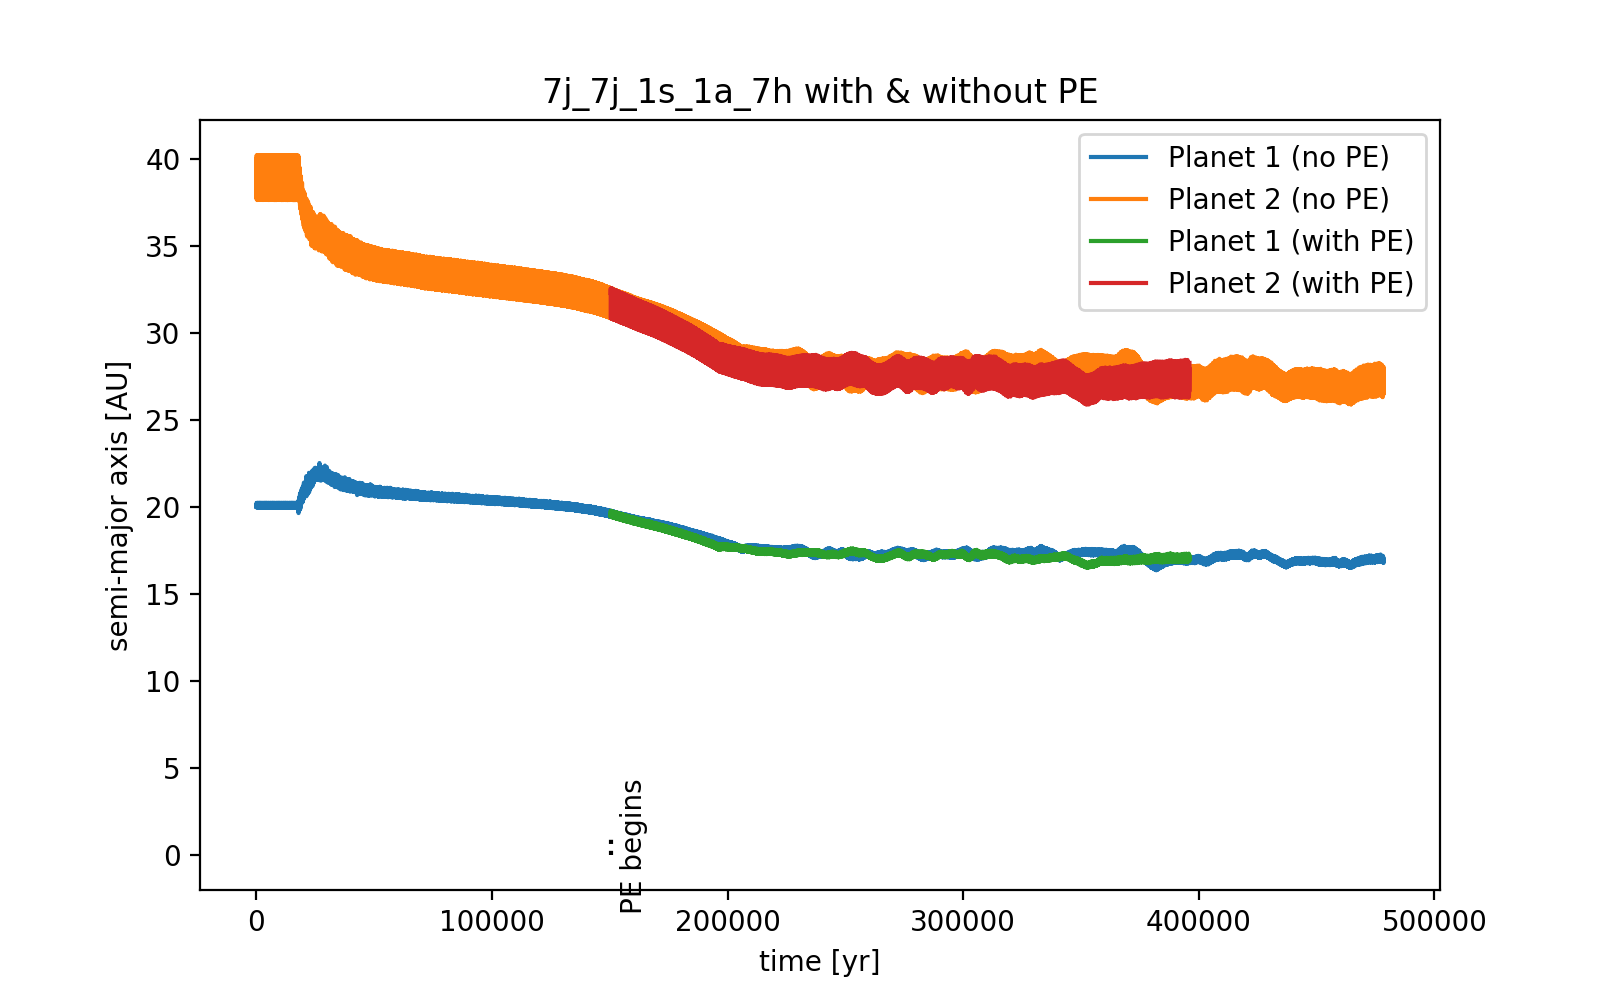 7j_7j_1s_1a_7h with & without PE
Planet 1 (no PE)
Planet 2 (no PE)
Planet 1 (with PE)
Planet 2 (with PE)
semi-major axis [AU]
40
35
30
25
20
15
10
5
0
PE begins
0
100000
200000
300000
400000
500000
time [yr]